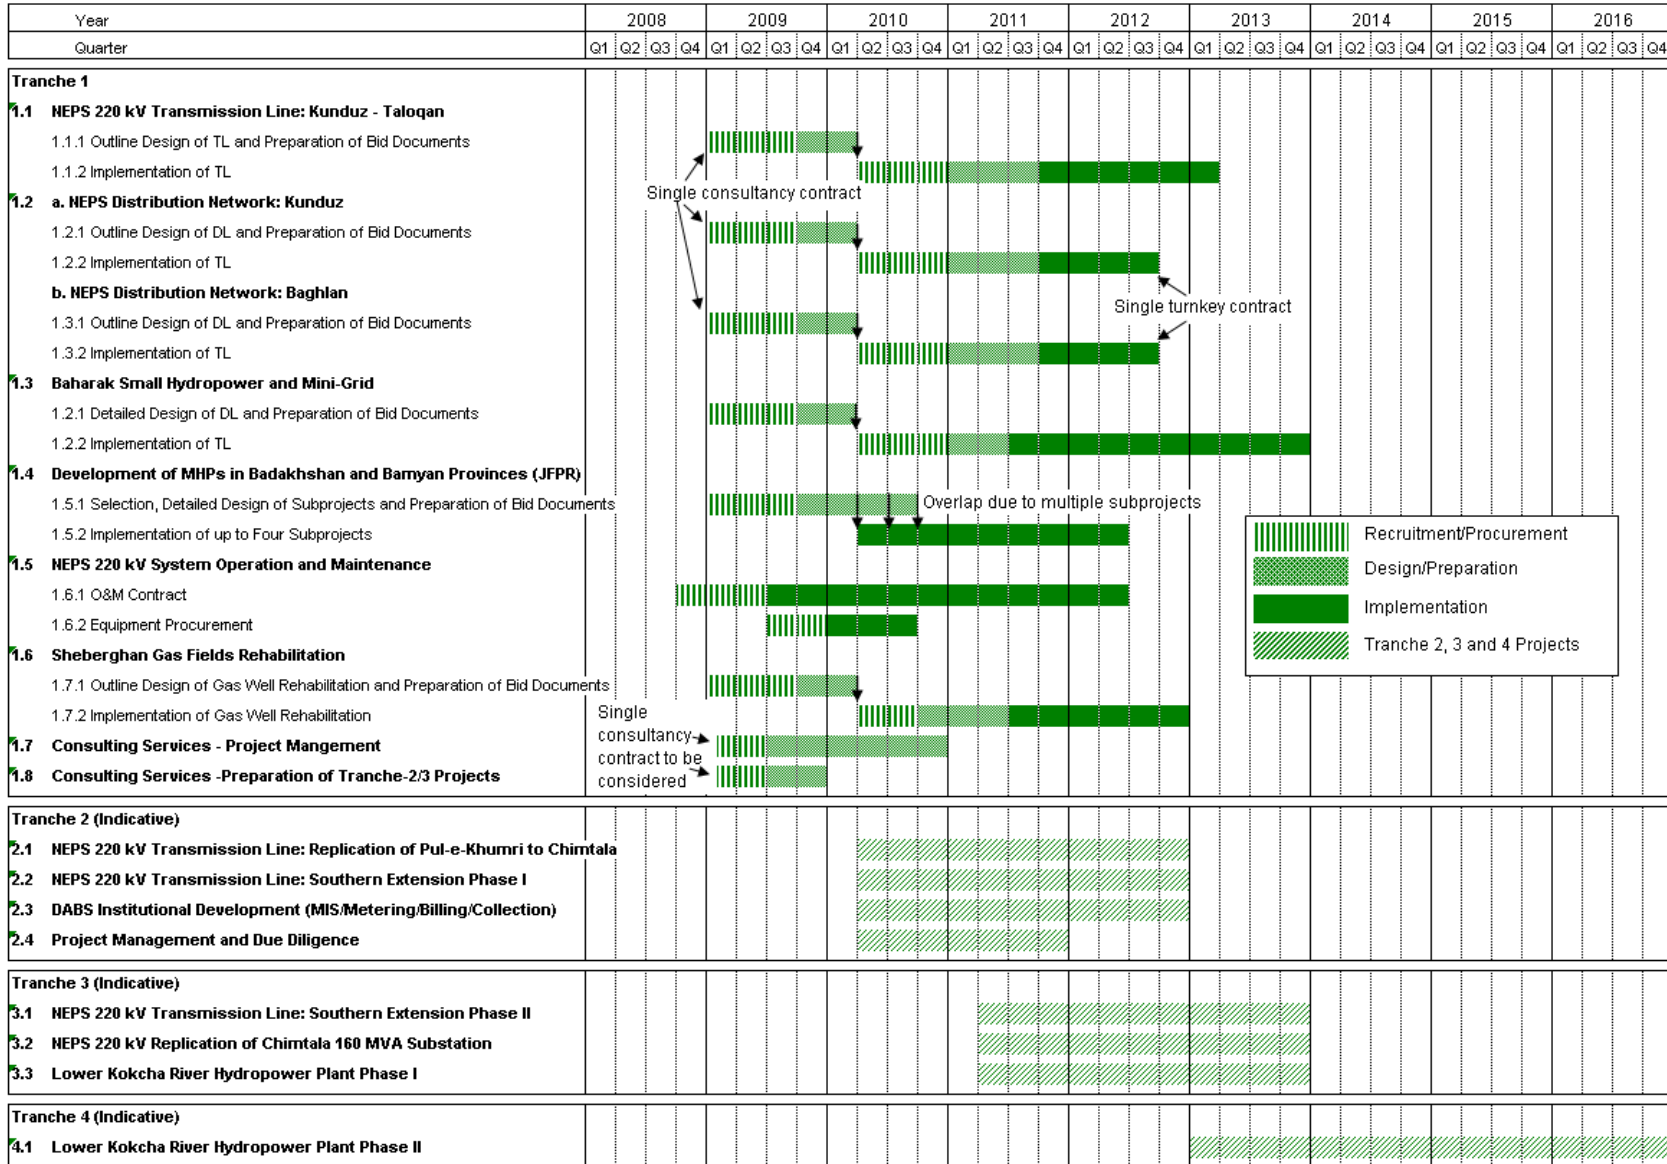 Year 2008 2009 2010 2011 2012 2013 2014 2015 2016
Quarter Q1 Q2 Q3 Q4 Q1 Q2 Q3 Q4 Q1 Q2 Q3 Q4 Q1 Q2 Q3 Q4 Q1 Q2 Q3 Q4 Q1 Q2 Q3 Q4 Q1 Q2 Q3 Q4 Q1 Q2 Q3 Q4 Q1 Q2 Q3 Q4
Tranche 1
1.1 NEPS 220 kV Transmission Line: Kunduz - Taloqan
1.1.1 Outline Design of TL and Preparation of Bid Documents
1.1.2 Implementation of TL
Single consultancy contract
1.2 a. NEPS Distribution Network: Kunduz
1.2.1 Outline Design of DL and Preparation of Bid Documents
1.2.2 Implementation of TL
b. NEPS Distribution Network: Baghlan
Single turnkey contract
1.3.1 Outline Design of DL and Preparation of Bid Documents
1.3.2 Implementation of TL
1.3 Baharak Small Hydropower and Mini-Grid
1.2.1 Detailed Design of DL and Preparation of Bid Documents
1.2.2 Implementation of TL
1.4 Development of MHPs in Badakhshan and Bamyan Provinces (JFPR)
1.5.1 Selection, Detailed Design of Subprojects and Preparation of Bid Documents
Overlap due to multiple subprojects
1.5.2 Implementation of up to Four Subprojects
Recruitment/Procurement
Design/Preparation
Implementation
Tranche 2, 3 and 4 Projects
1.5 NEPS 220 kV System Operation and Maintenance
1.6.1 O&M Contract
1.6.2 Equipment Procurement
1.6 Sheberghan Gas Fields Rehabilitation
1.7.1 Outline Design of Gas Well Rehabilitation and Preparation of Bid Documents
1.7.2 Implementation of Gas Well Rehabilitation
Single
consultancy
contract to be
considered
1.7 Consulting Services - Project Mangement
1.8 Consulting Services -Preparation of Tranche-2/3 Projects
Tranche 2 (Indicative)
2.1 NEPS 220 kV Transmission Line: Replication of Pul-e-Khumri to Chimtala
2.2 NEPS 220 kV Transmission Line: Southern Extension Phase I
2.3 DABS Institutional Development (MIS/Metering/Billing/Collection)
2.4 Project Management and Due Diligence
Tranche 3 (Indicative)
3.1 NEPS 220 kV Transmission Line: Southern Extension Phase II
3.2 NEPS 220 kV Replication of Chimtala 160 MVA Substation
3.3 Lower Kokcha River Hydropower Plant Phase I
Tranche 4 (Indicative)
4.1 Lower Kokcha River Hydropower Plant Phase II